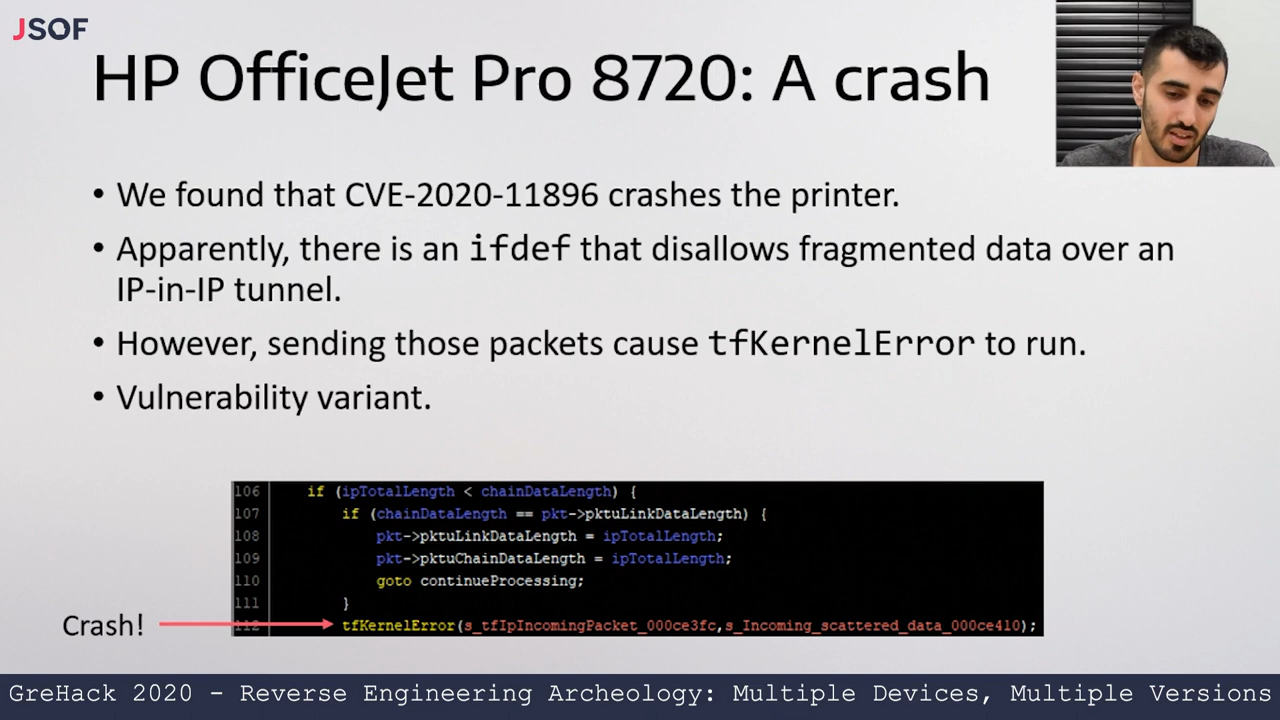 JSOF
HP OfficeJet Pro 8720: A crash
• We found that CVE-2020-11896 crashes the printer.
• Apparently, there is an ifdef that disallows fragmented data over an
IP-in-IP tunnel.
• However, sending those packets cause tfKernelError to run.
• Vulnerability variant.
106 if (ipTotalLength < chainDataLength) {
107 if (chainDataLength == pkt->pktuLinkDataLength) {
108 pkt->pktuLinkDataLength = ipTotalLength;
109 pkt->pktuChainDataLength = ipTotalLength;
110 goto continueProcessing;
111 }
Crash!
112 tfKernelError(s_tfIpIncomingPacket_000ce3fc,s_Incoming_scattered_data_000ce410);
GreHack 2020 - Reverse Engineering Archeology: Multiple Devices, Multiple Versions